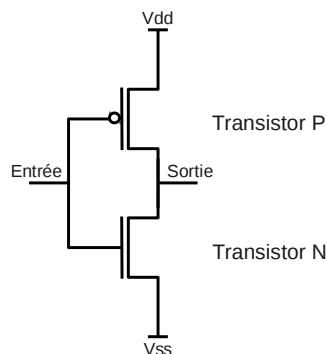 Vdd
Transistor P
Entrée
Sortie
Transistor N
Vss